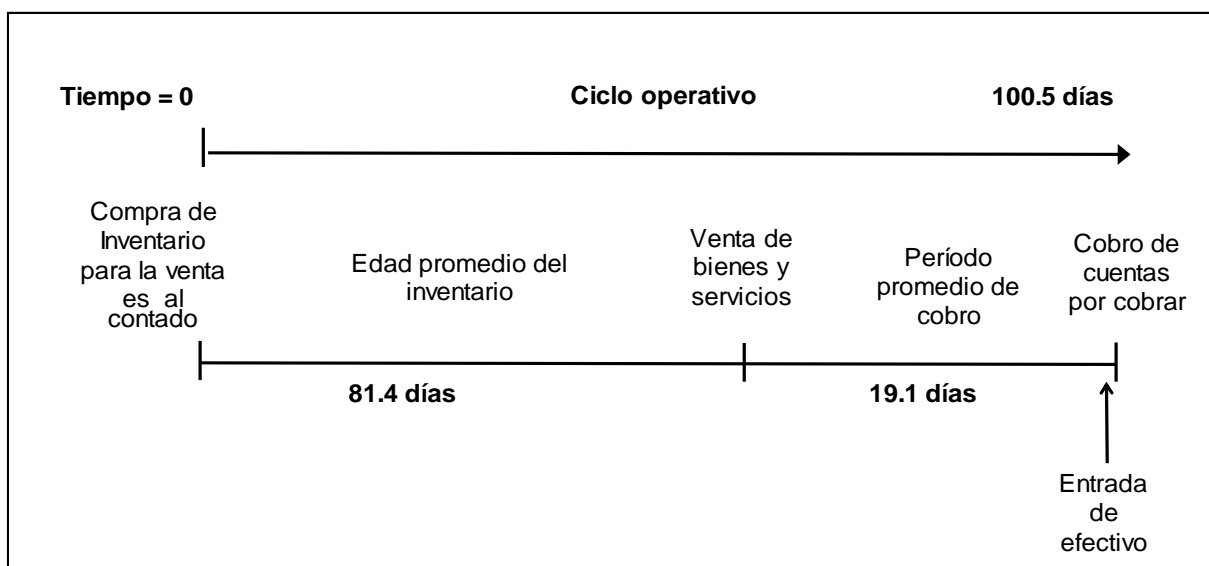 Tiempo = 0 Ciclo operativo 100.5 días
Compra de
Inventario
para la venta
es al
contado
Edad promedio del
inventario
Venta de
bienes y
servicios
Período
promedio de
cobro
Cobro de
cuentas
por cobrar
81.4 días 19.1 días
Entrada
de
efectivo